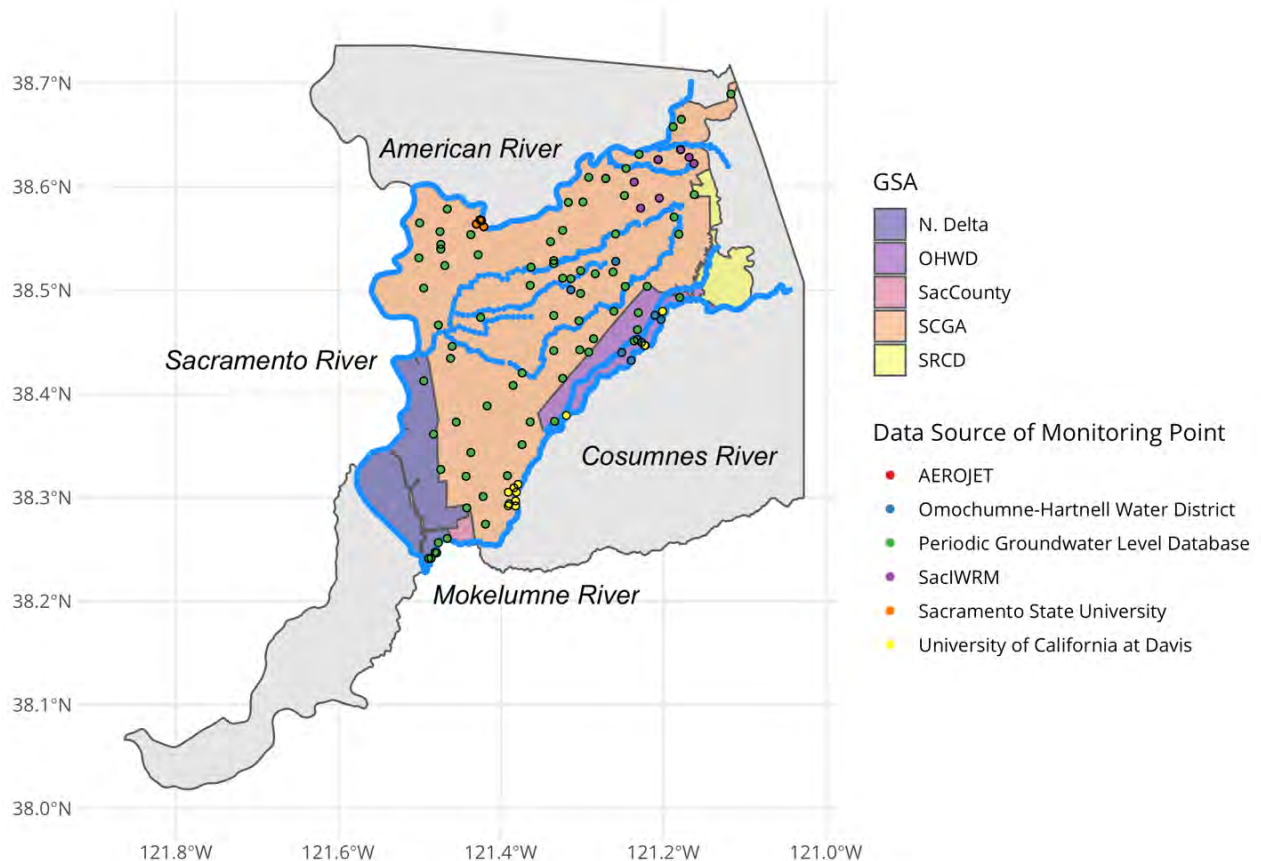 38.7°N
38.6°N
38.5°N
38.4°N
38.3°N
38.2°N
38.1°N
38.0°N
121.8°W
121.6°W
121.4°W
121.2°W
121.0°W
American River
Sacramento River
Cosumnes River
Mokelumne River
GSA
N. Delta
OHWD
SacCounty
SCGA
SRCD
Data Source of Monitoring Point
AEROJET
Omochumne-Hartnell Water District
Periodic Groundwater Level Database
SacIWRM
Sacramento State University
University of California at Davis